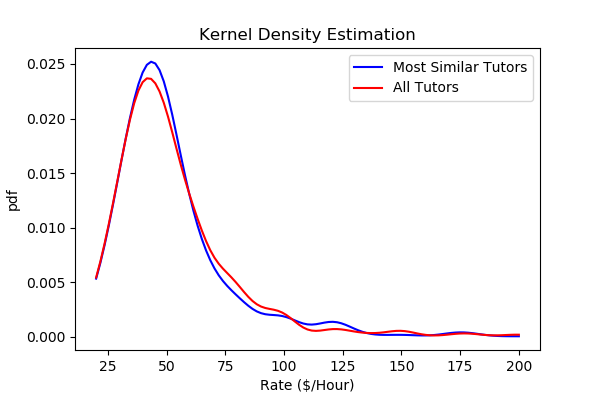 Kernel Density Estimation
Most Similar Tutors
All Tutors
0.025
0.020
0.015
0.010
0.005
0.000
pdf
25 50 75 100 125 150 175 200
Rate ($/Hour)